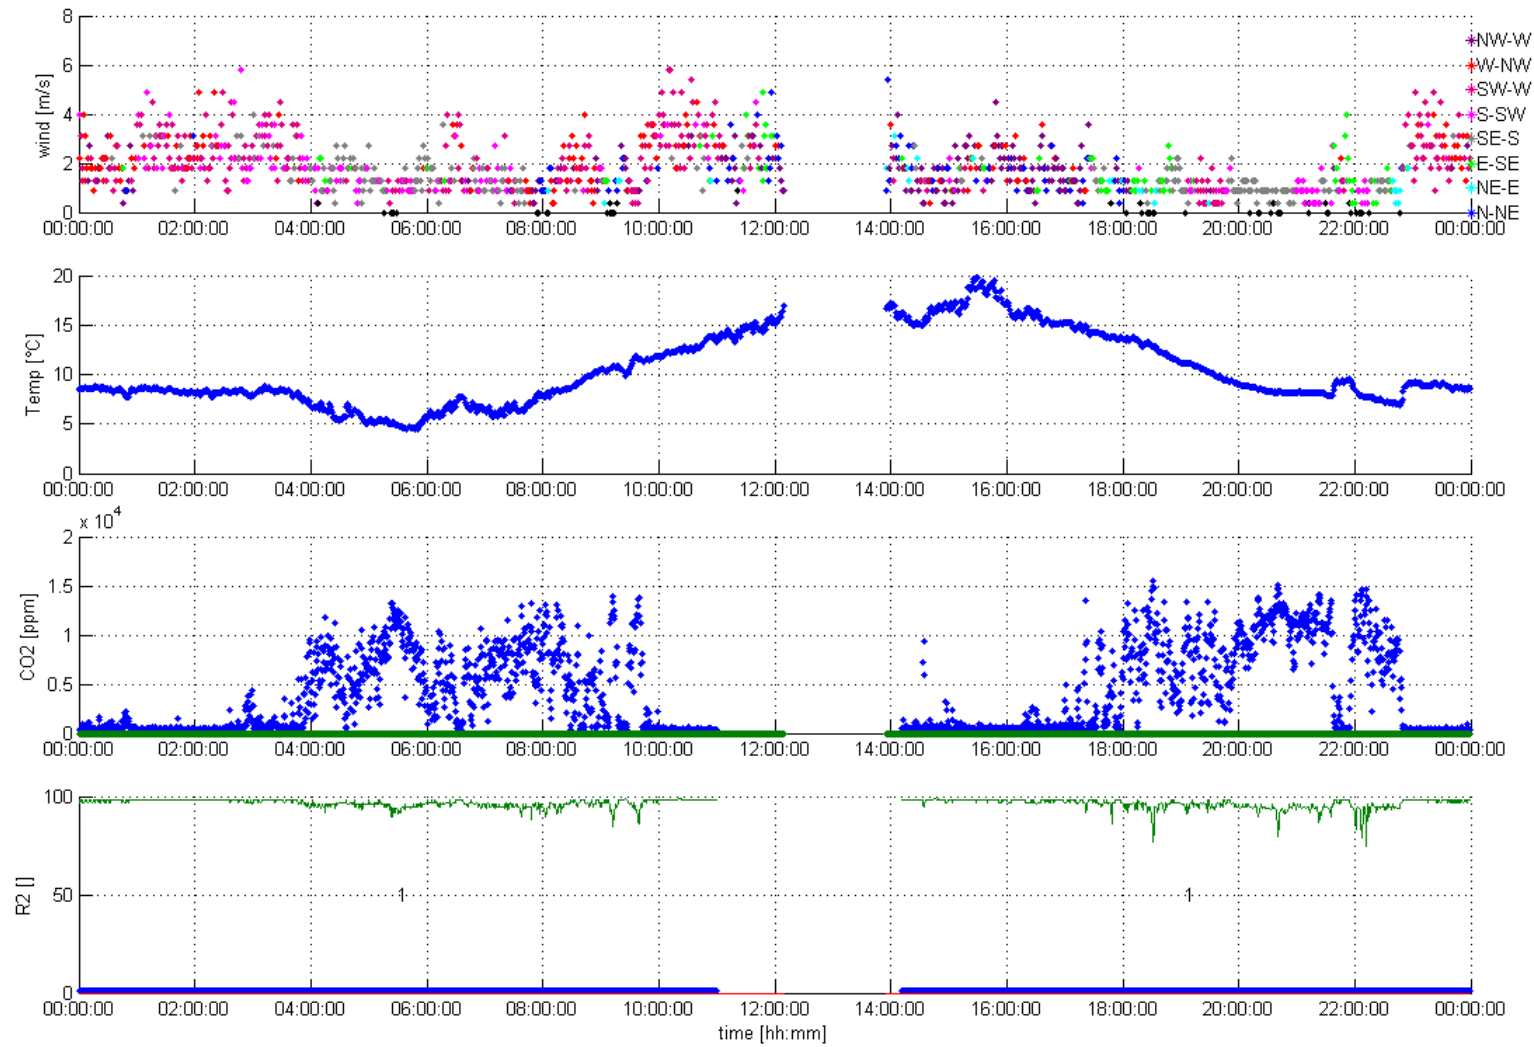 8
6
4
2
0
wind [m/s]
00:00:00 02:00:00 04:00:00 06:00:00 08:00:00 10:00:00 12:00:00 14:00:00 16:00:00 18:00:00 20:00:00 22:00:00 00:00:00
NW-W
W-NW
SW-W
S-SW
SE-S
E-SE
NE-E
N-NE
20
15
10
5
0
Temp [°C]
00:00:00 02:00:00 04:00:00 06:00:00 08:00:00 10:00:00 12:00:00 14:00:00 16:00:00 18:00:00 20:00:00 22:00:00 00:00:00
x 10^4
2
1.5
1
0.5
0
CO2 [ppm]
00:00:00 02:00:00 04:00:00 06:00:00 08:00:00 10:00:00 12:00:00 14:00:00 16:00:00 18:00:00 20:00:00 22:00:00 00:00:00
100
50
0
R2 []
1 1
00:00:00 02:00:00 04:00:00 06:00:00 08:00:00 10:00:00 12:00:00 14:00:00 16:00:00 18:00:00 20:00:00 22:00:00 00:00:00
time [hh:mm]